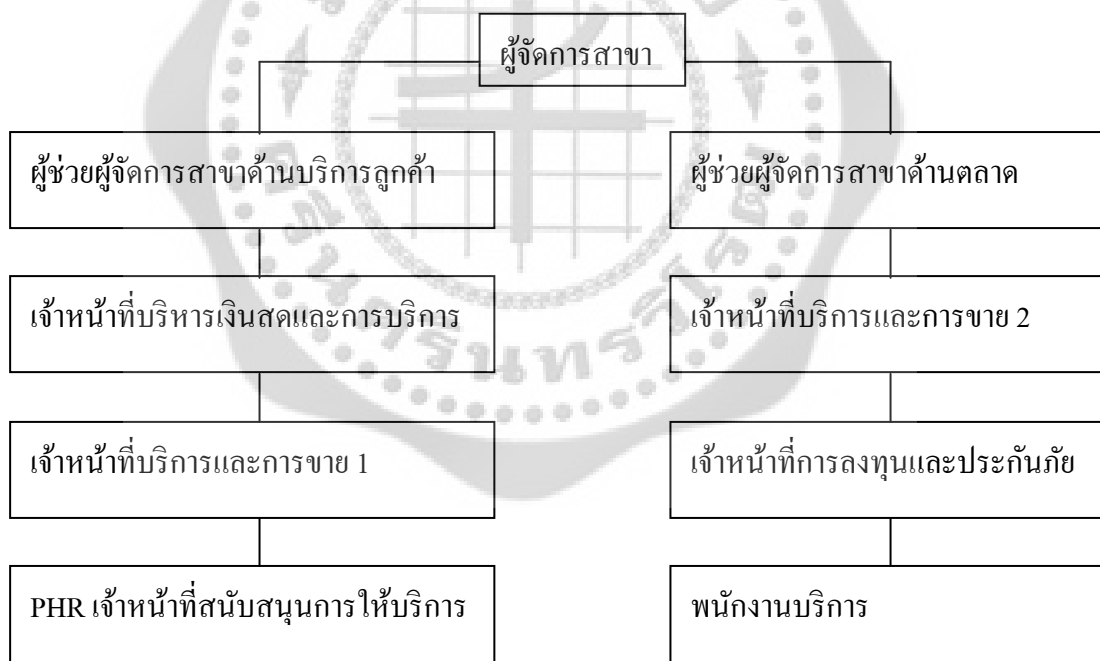 ผู้จัดการสาขา
ผู้ช่วยผู้จัดการสาขาด้านบริการลูกค้า
ผู้ช่วยผู้จัดการสาขาด้านตลาด
เจ้าหน้าที่บริหารเงินสดและการบริการ
เจ้าหน้าที่บริการและการขาย 2
เจ้าหน้าที่บริการและการขาย 1
เจ้าหน้าที่การลงทุนและประกันภัย
PHR เจ้าหน้าที่สนับสนุนการให้บริการ
พนักงานบริการ